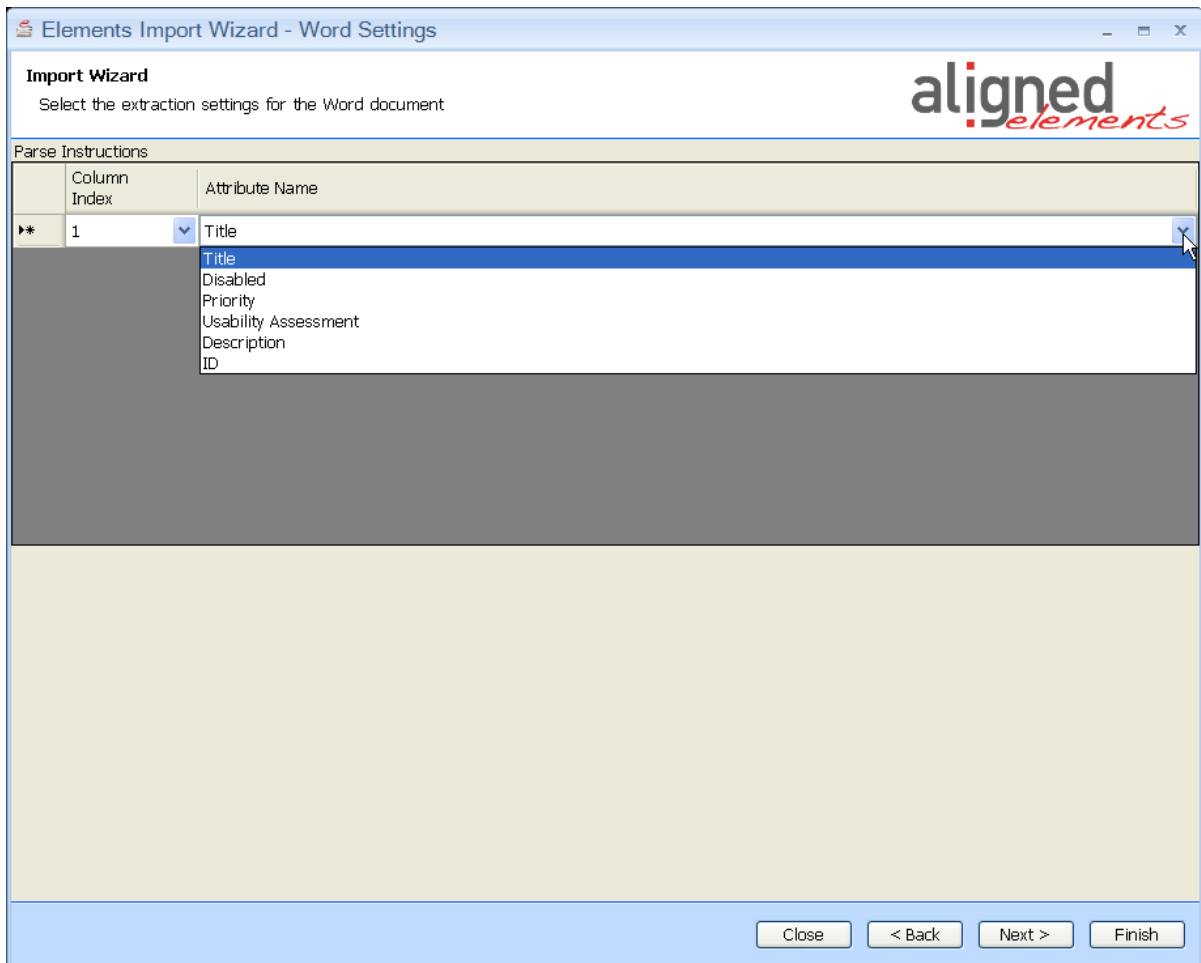 Elements Import Wizard - Word Settings
Import Wizard
Select the extraction settings for the Word document
aligned
elements
Parse Instructions
Column
Index
Attribute Name
1
Title
Title
Disabled
Priority
Usability Assessment
Description
ID
Close
< Back
Next >
Finish